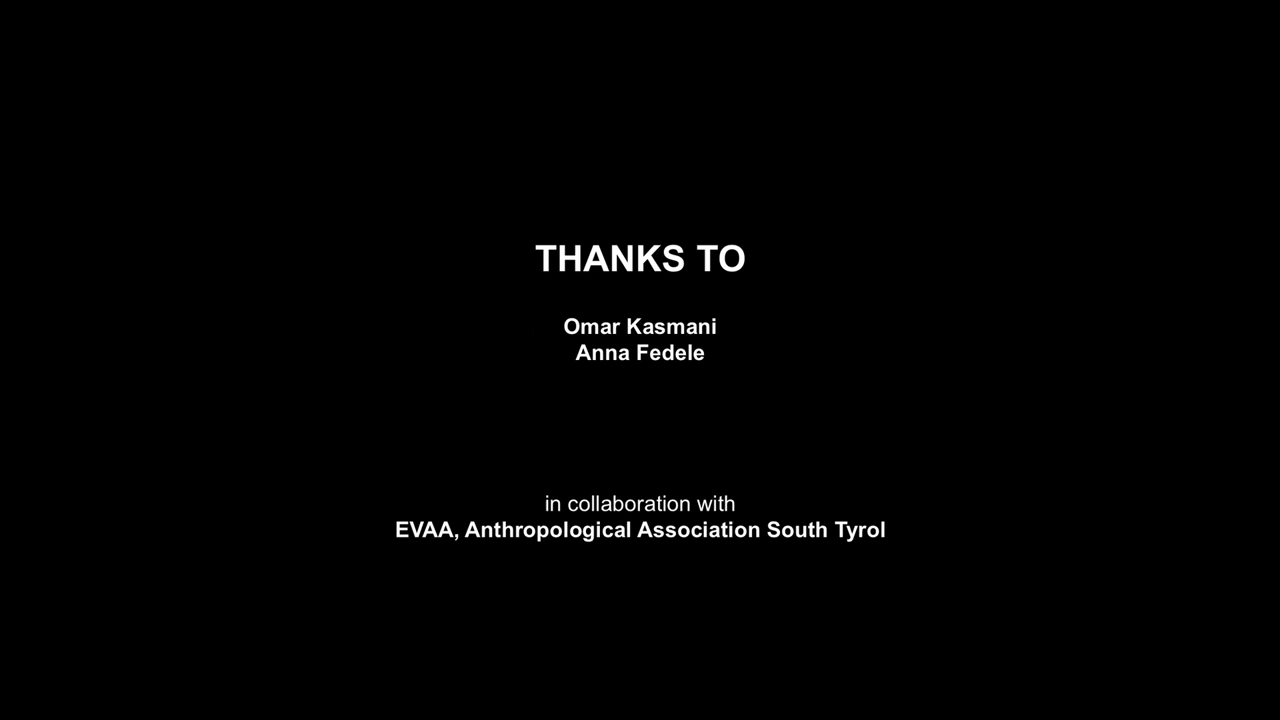 THANKS TO
Omar Kasmani
Anna Fedele
in collaboration with
EVAA, Anthropological Association South Tyrol